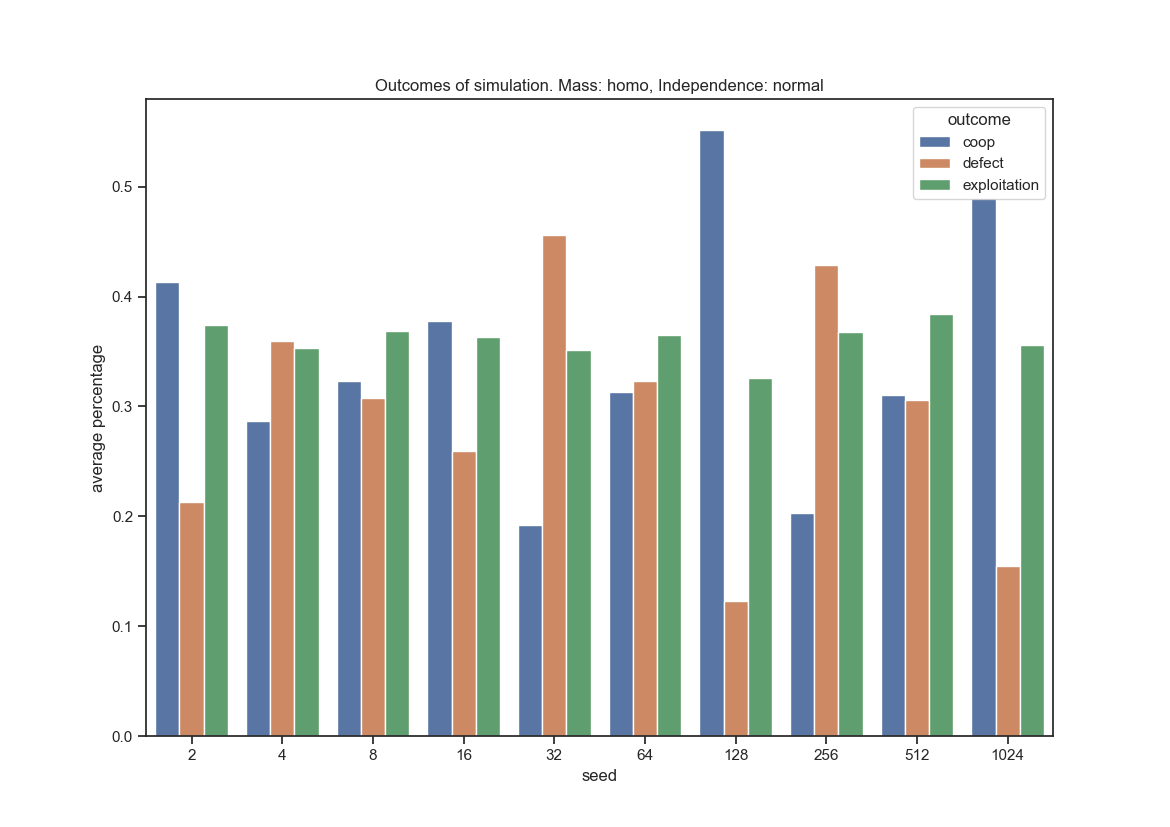 Outcomes of simulation. Mass: homo, Independence: normal
outcome
coop
defect
exploitation
average percentage
0.5
0.4
0.3
0.2
0.1
0.0
2 4 8 16 32 64 128 256 512 1024
seed